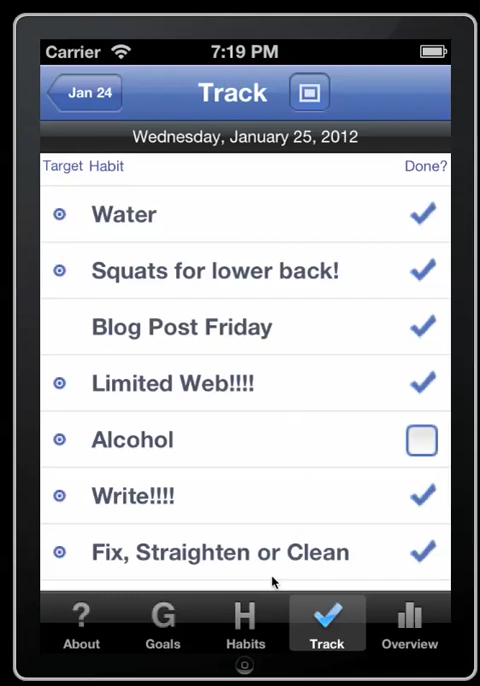 Carrier 7:19 PM
Jan 24 Track
Wednesday, January 25, 2012
Target Habit Done?
Water
Squats for lower back!
Blog Post Friday
Limited Web!!!!
Alcohol
Write!!!!
Fix, Straighten or Clean
? G H
About Goals Habits Track Overview